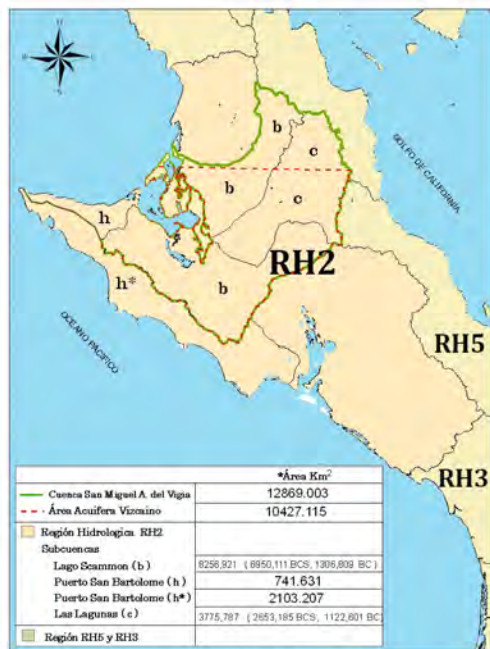 b
c
GOLFO DE CALIFORNIA
b
c
h
RH2
h*
b
OCEANO PACÍFICO
RH5
RH3
*Área Km²
Cuenca San Miguel A. del Vigia 12869.003
Área Acuifera Vizcaino 10427.115
Región Hidrologica RH2
Subcuencas
Lago Scammon (b) 8256,921 ( 6950,111 BCS, 1306,809 BC )
Puerto San Bartolome (h) 741.631
Puerto San Bartolome (h*) 2103.207
Las Lagunas (c) 3775,787 ( 2653,185 BCS, 1122,601 BC)
Región RH5 y RH3